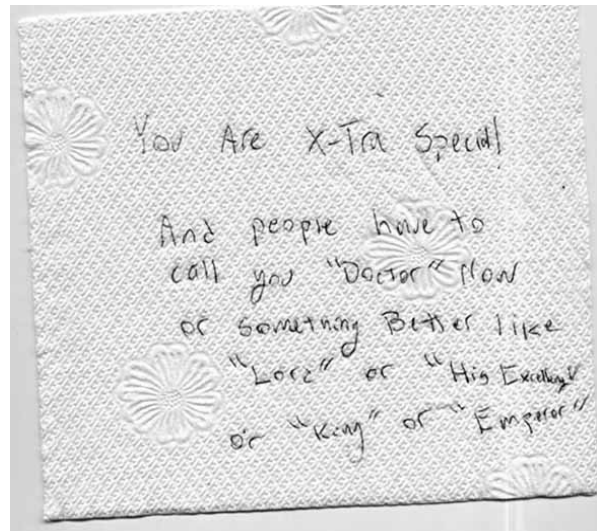 You Are X-Tra Special!
And people have to
call you "Doctor" Now
or something Better like
"Lord" or "His Excellency"
or "King" or "Emperor"